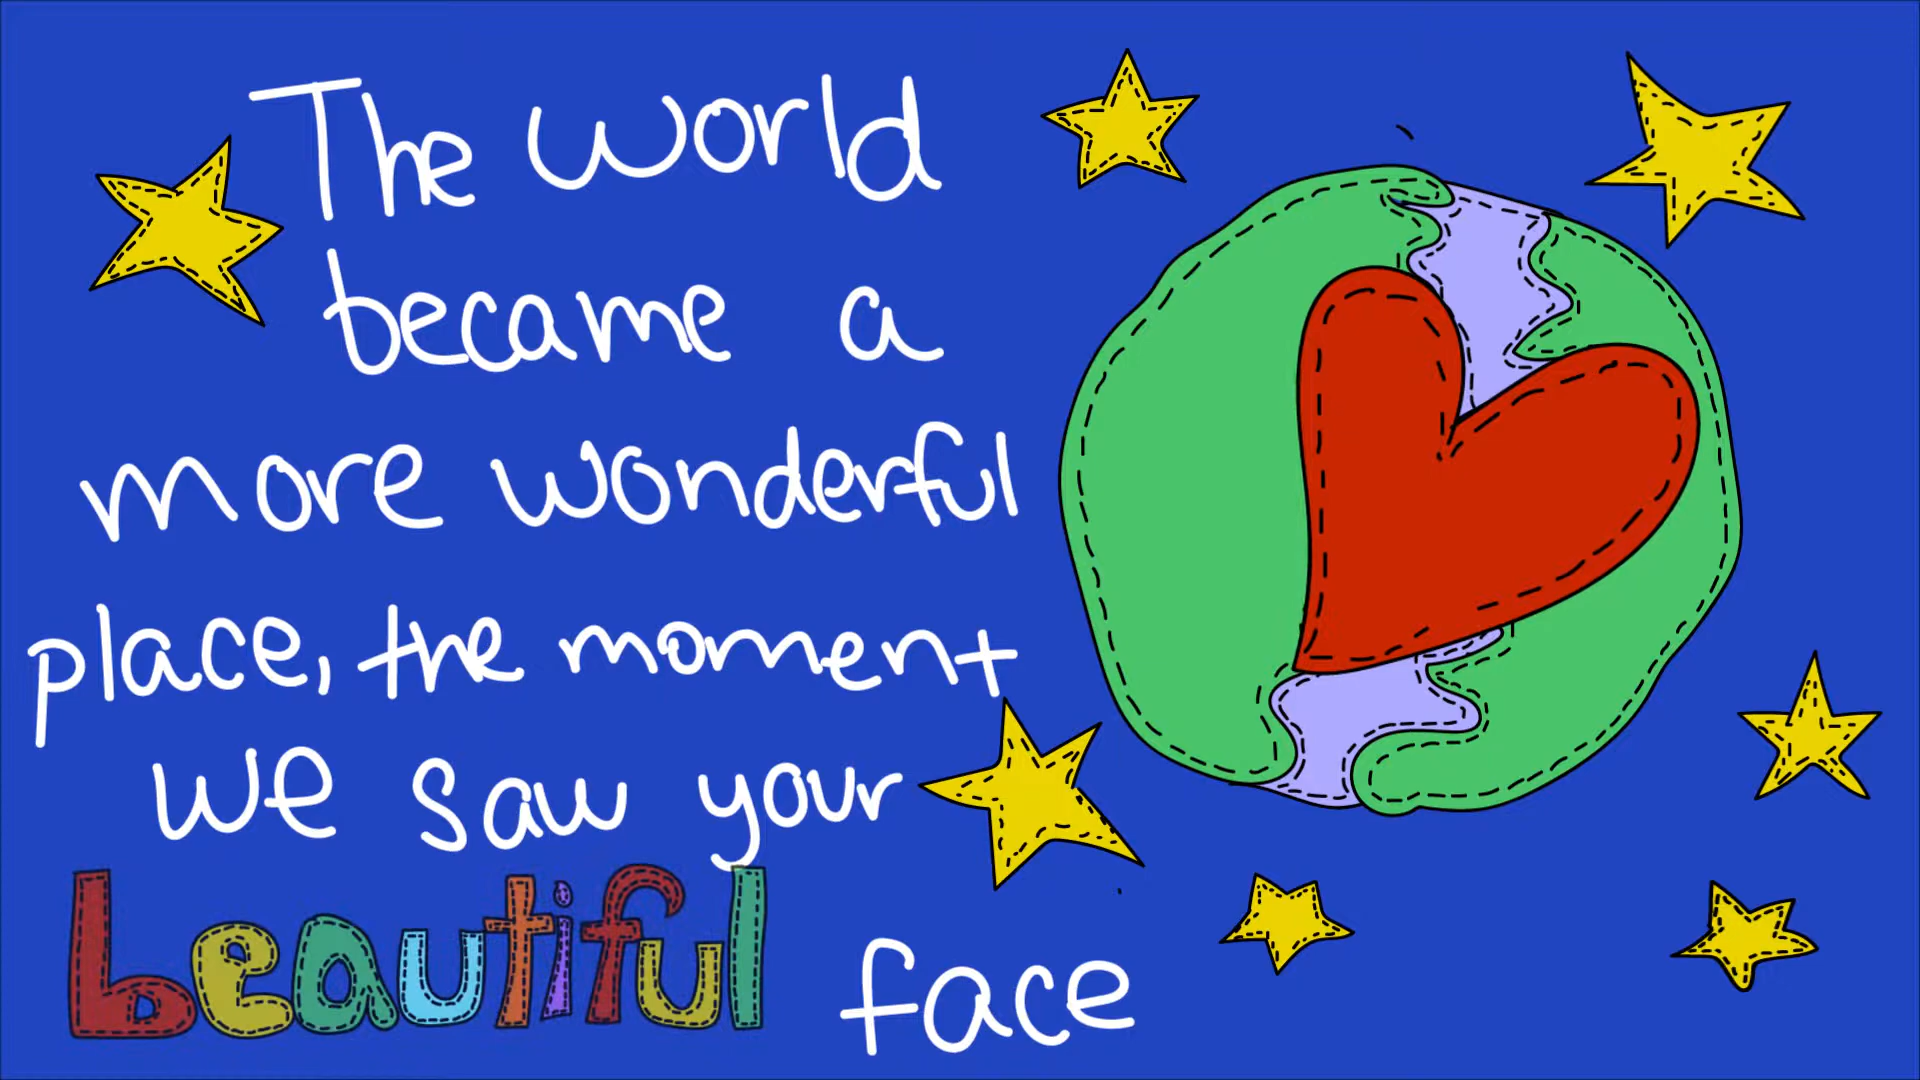 The world
became a
more wonderful
place, the moment
we saw your
beautiful face